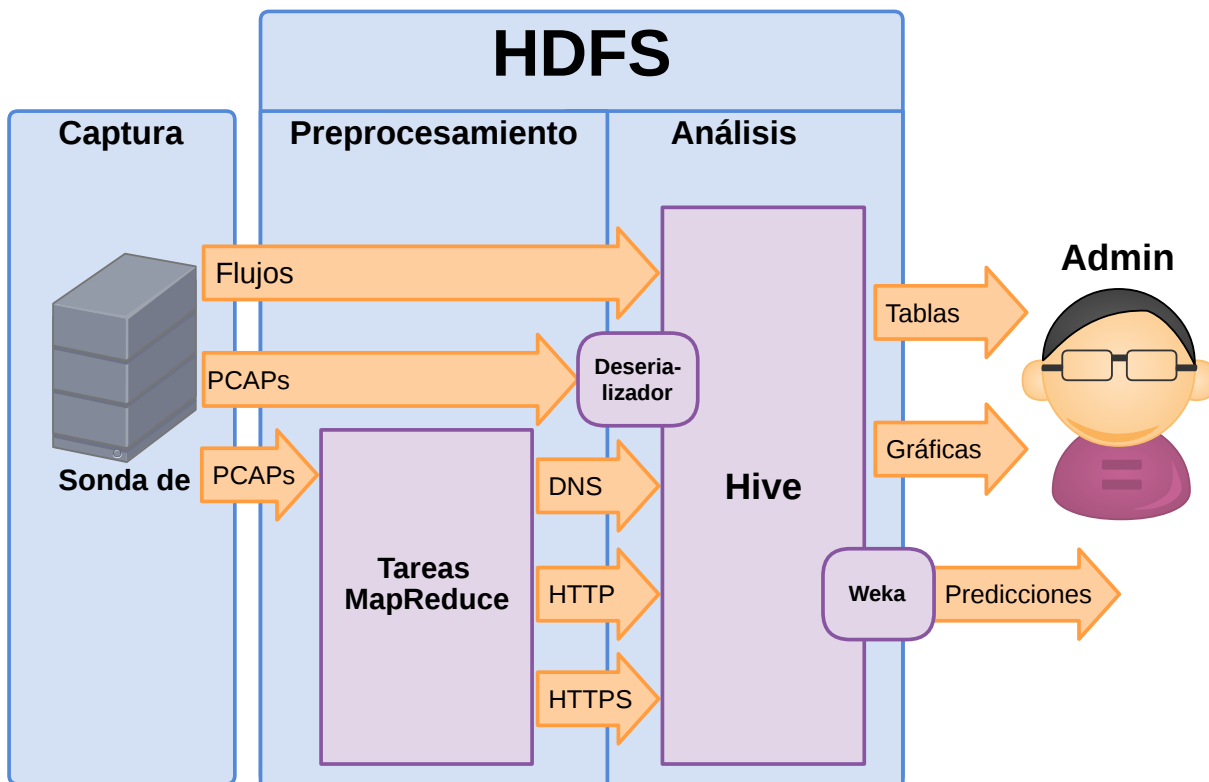 HDFS
Captura
Preprocesamiento
Análisis
Flujos
PCAPs
Deseria-
lizador
Sonda de
PCAPs
Tareas
MapReduce
DNS
HTTP
HTTPS
Hive
Weka
Tablas
Gráficas
Predicciones
Admin